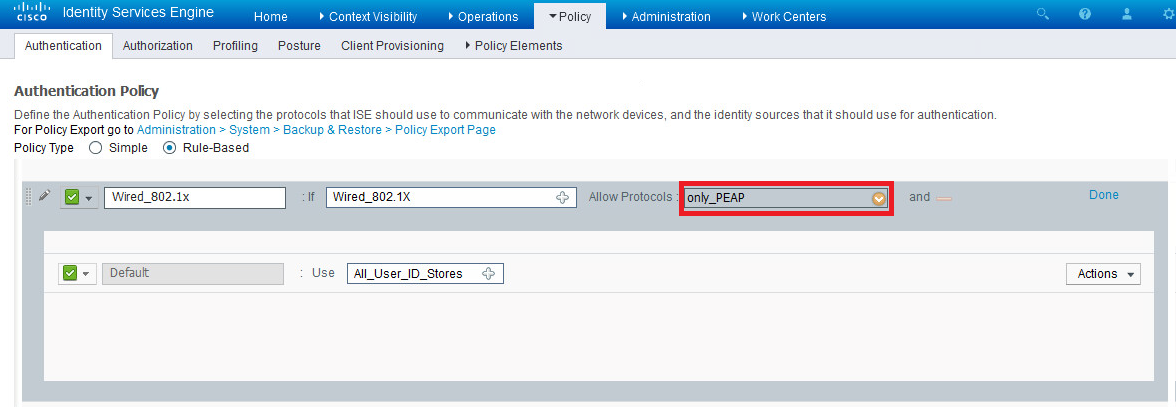 CISCO Identity Services Engine Home Context Visibility Operations Policy Administration Work Centers
Authentication Authorization Profiling Posture Client Provisioning Policy Elements
Authentication Policy
Define the Authentication Policy by selecting the protocols that ISE should use to communicate with the network devices, and the identity sources that it should use for authentication.
For Policy Export go to Administration > System > Backup & Restore > Policy Export Page
Policy Type Simple Rule-Based
Wired_802.1x : If Wired_802.1X Allow Protocols : only_PEAP and Done
Default : Use All_User_ID_Stores Actions